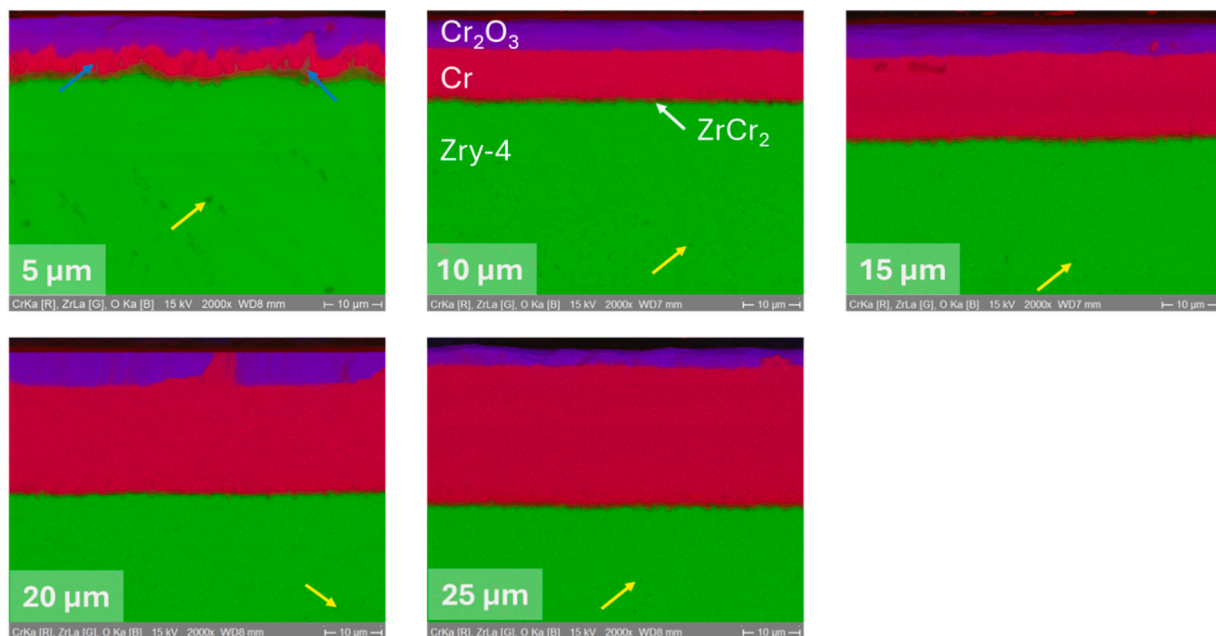 Cr₂O₃
Cr
ZrCr₂
Zry-4
5 μm
CrKa [R], ZrLa [G], O Ka [B] 15 kV 2000x WD8 mm 10 μm
10 μm
CrKa [R], ZrLa [G], O Ka [B] 15 kV 2000x WD7 mm 10 μm
15 μm
CrKa [R], ZrLa [G], O Ka [B] 15 kV 2000x WD7 mm 10 μm
20 μm
CrKa [R], ZrLa [G], O Ka [B] 15 kV 2000x WD8 mm 10 μm
25 μm
CrKa [R], ZrLa [G], O Ka [B] 15 kV 2000x WD8 mm 10 μm